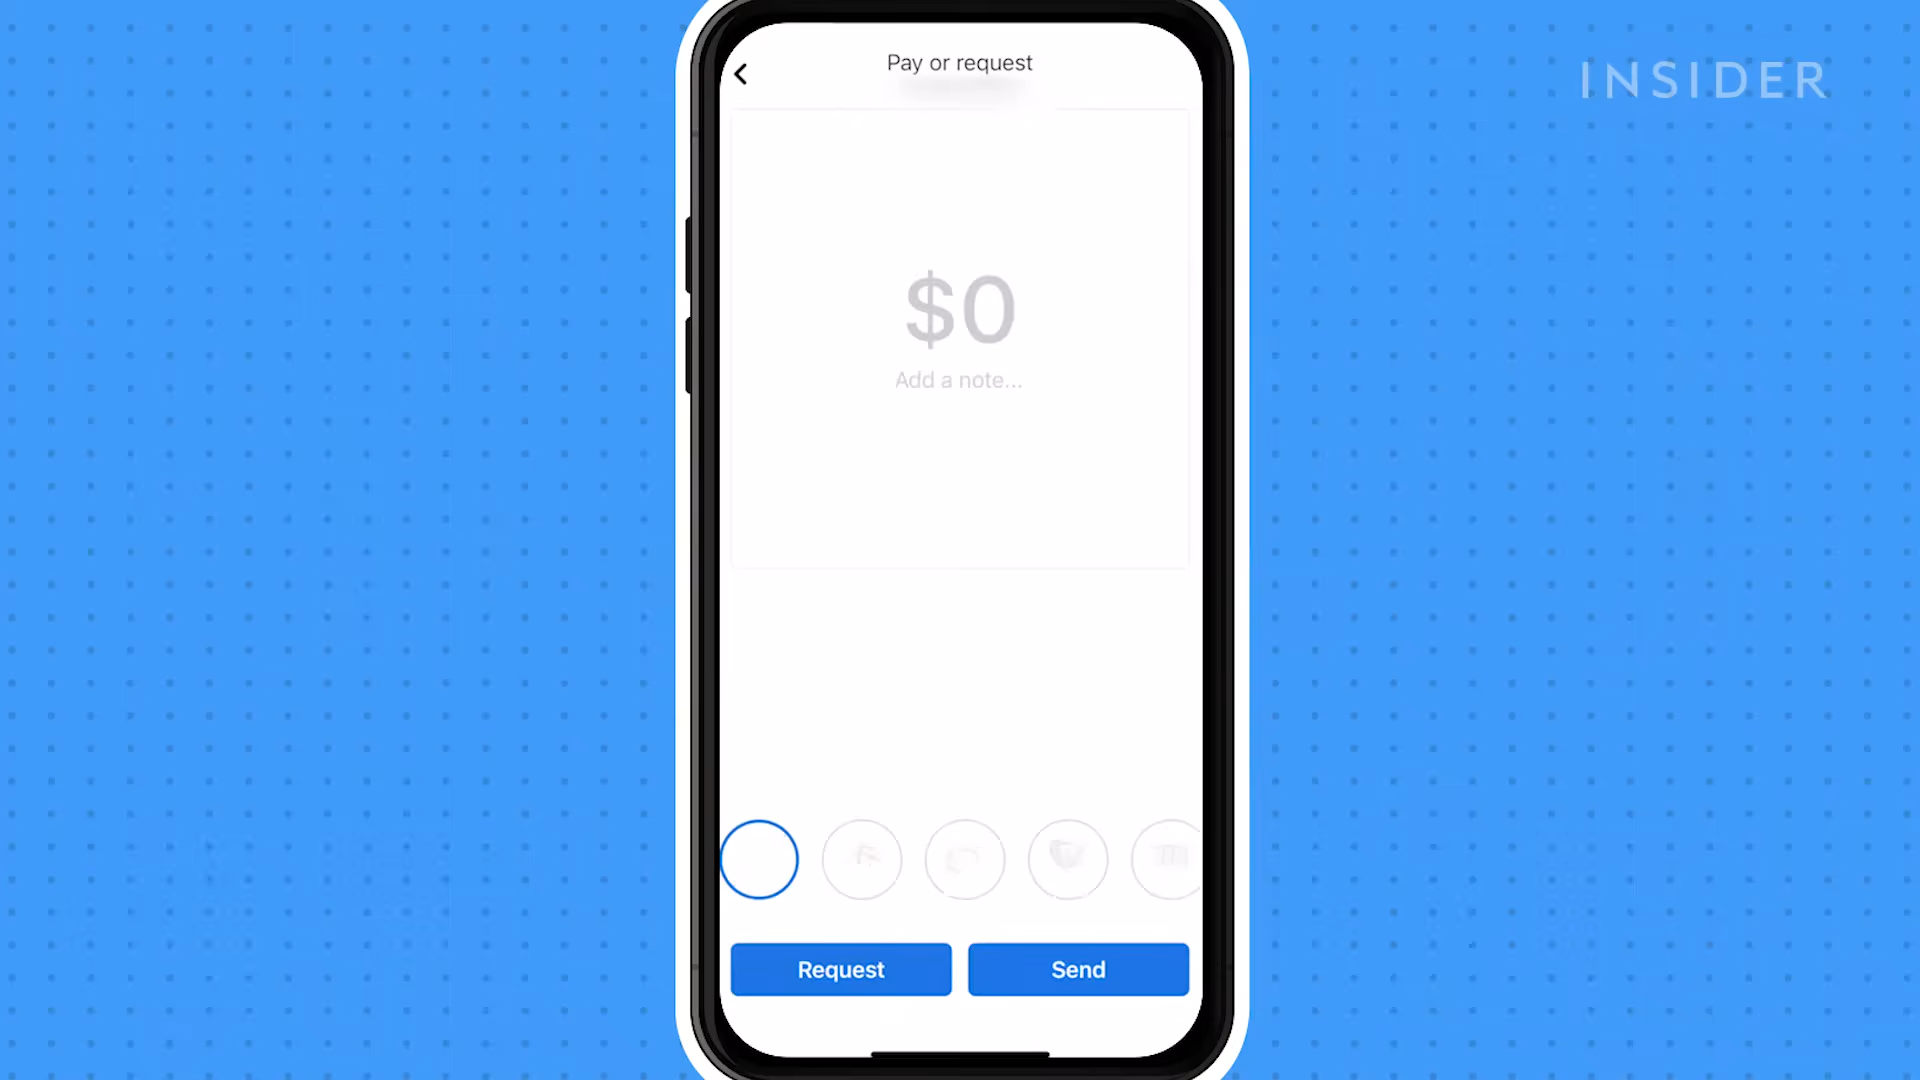 Pay or request
INSIDER
$0
Add a note...
Request
Send